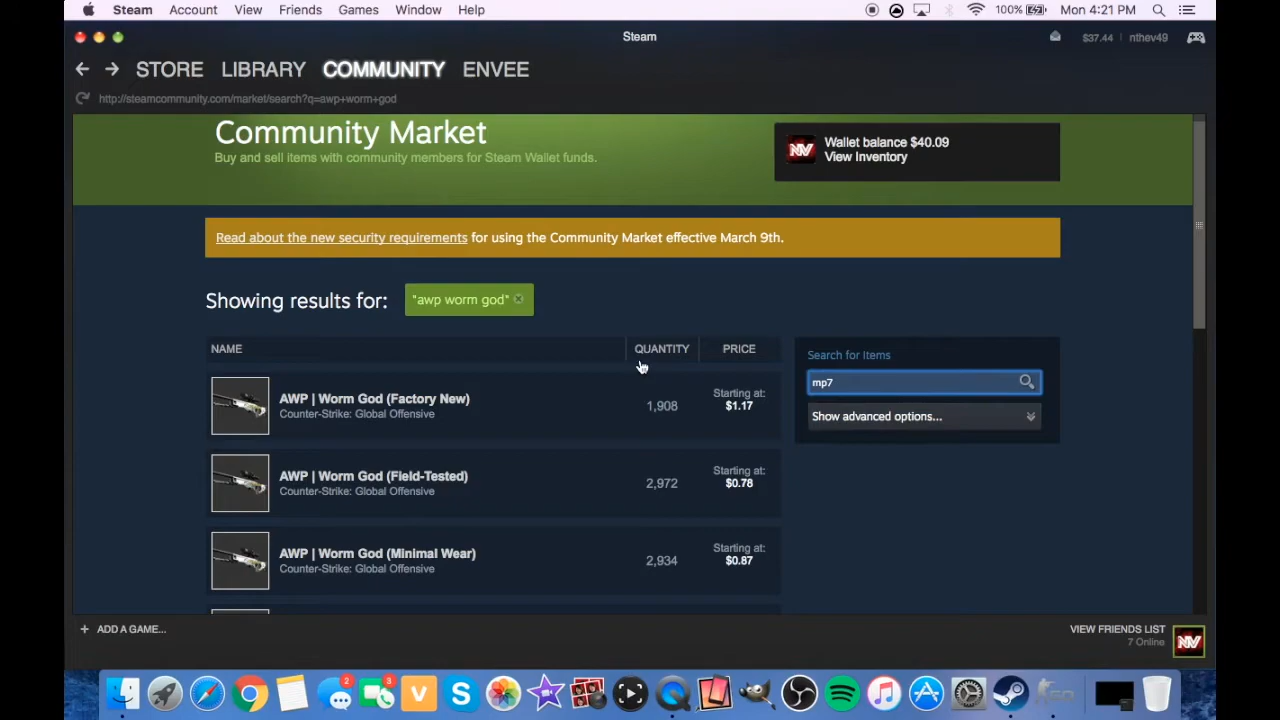 Steam Account View Friends Games Window Help 100% Mon 4:21 PM
Steam
$37.44 nthev49
STORE LIBRARY COMMUNITY ENVEE
http://steamcommunity.com/market/search?q=awp+worm+god
Community Market
Buy and sell items with community members for Steam Wallet funds.
NV
Wallet balance $40.09
View Inventory
Read about the new security requirements for using the Community Market effective March 9th.
Showing results for: "awp worm god"
NAME QUANTITY PRICE
Search for Items
mp7
Show advanced options...
AWP | Worm God (Factory New)
Counter-Strike: Global Offensive
1,908
Starting at:
$1.17
AWP | Worm God (Field-Tested)
Counter-Strike: Global Offensive
2,972
Starting at:
$0.78
AWP | Worm God (Minimal Wear)
Counter-Strike: Global Offensive
2,934
Starting at:
$0.87
+ ADD A GAME...
VIEW FRIENDS LIST
7 Online
NV
2
3